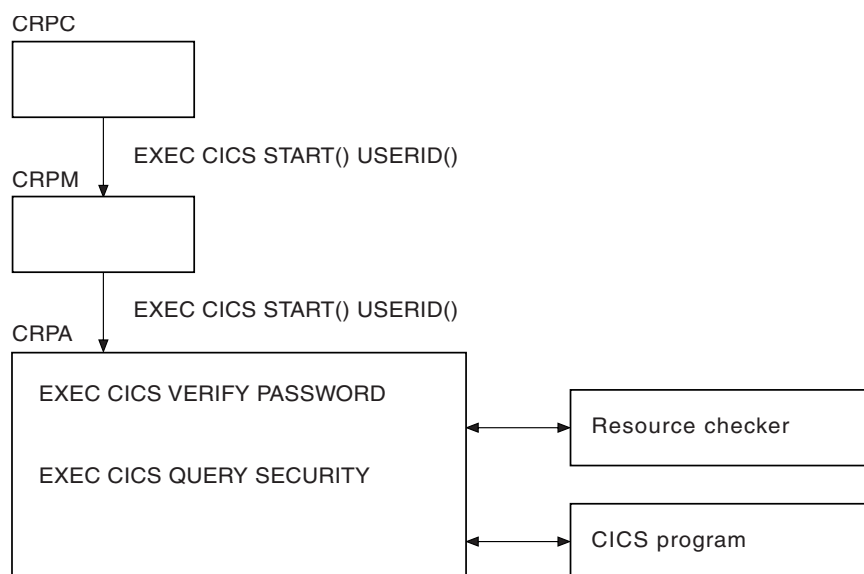 CRPC
EXEC CICS START() USERID()
CRPM
EXEC CICS START() USERID()
CRPA
EXEC CICS VERIFY PASSWORD
Resource checker
EXEC CICS QUERY SECURITY
CICS program